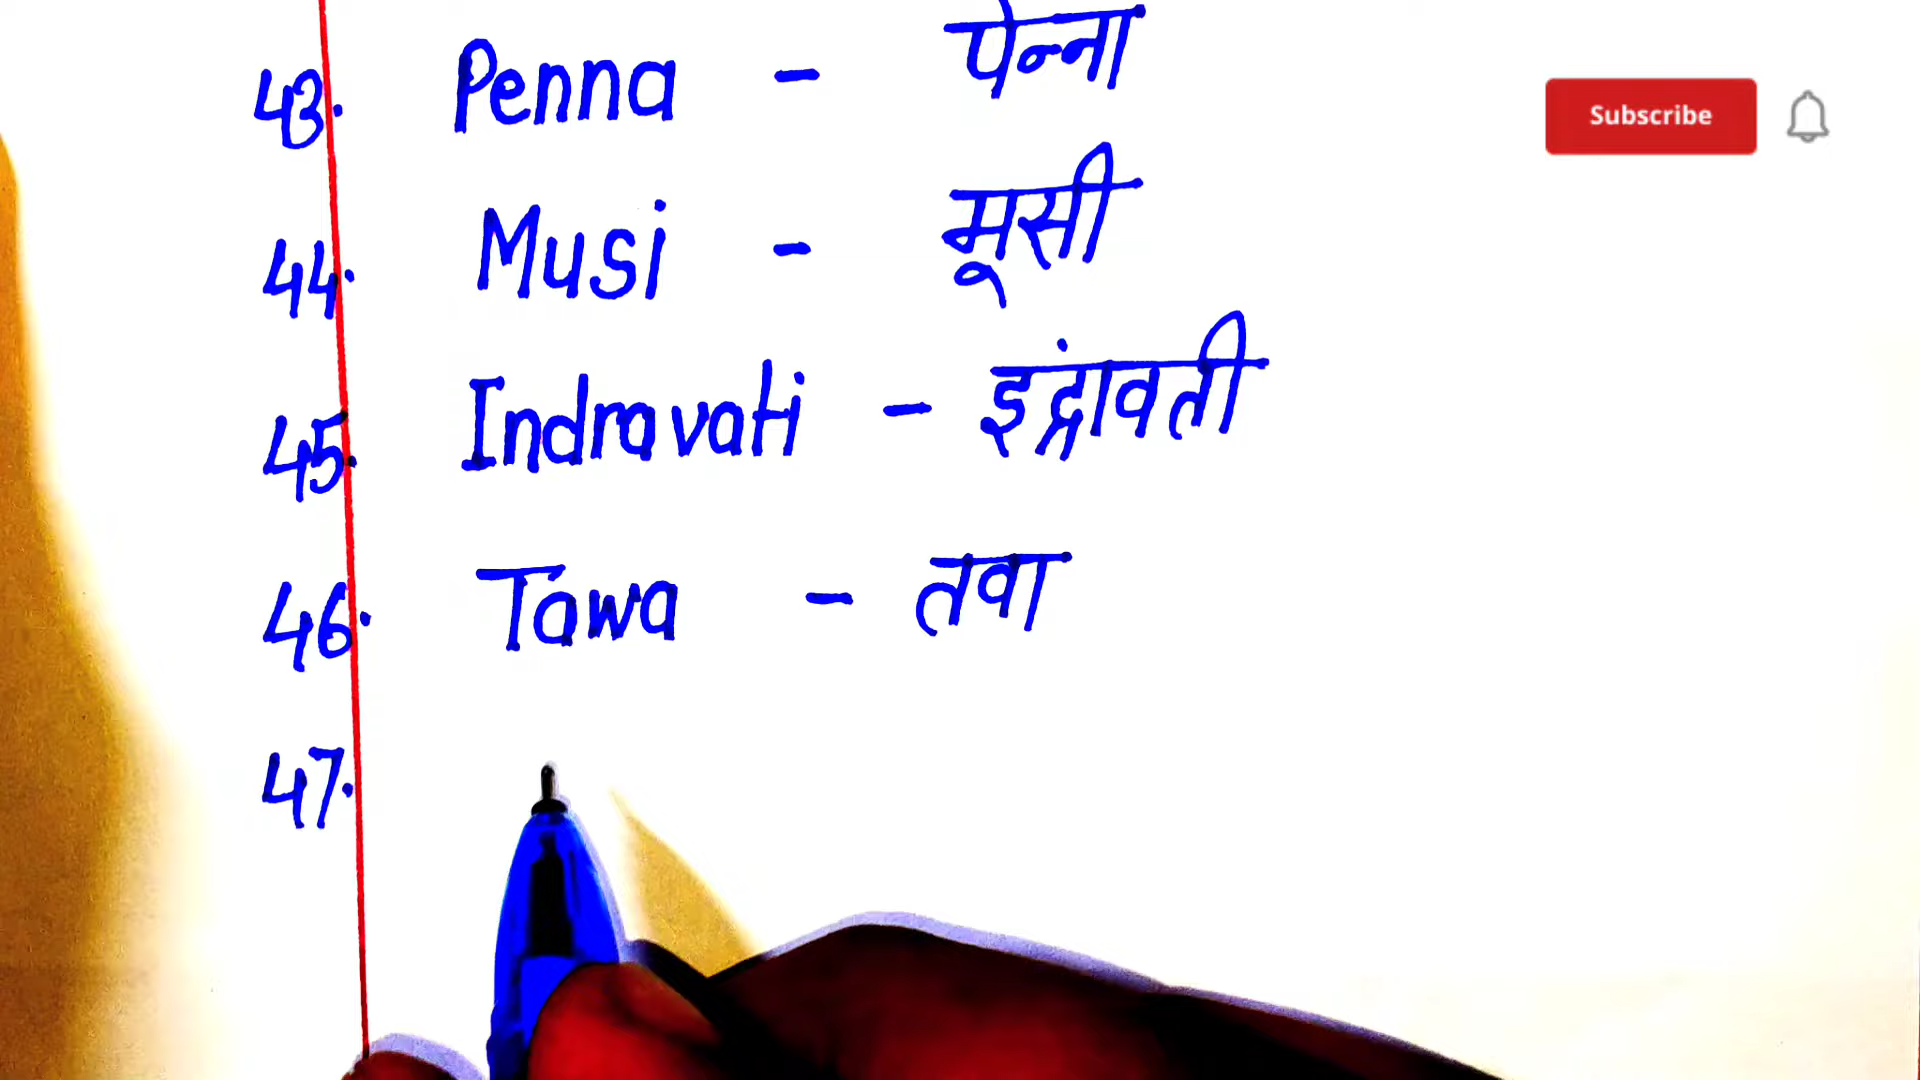 43. Penna - पेन्ना
Subscribe
44. Musi - मूसी
45. Indravati - इंद्रावती
46. Tawa - तवा
47.